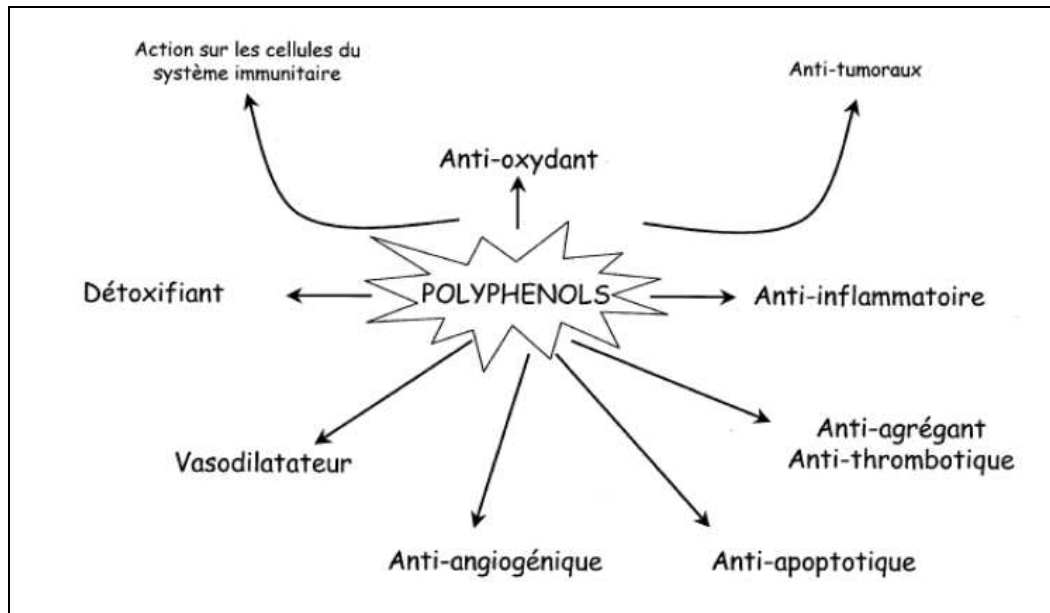 Action sur les cellules du
système immunitaire
Anti-tumoraux
Anti-oxydant
Détoxifiant
POLYPHENOLS
Anti-inflammatoire
Vasodilatateur
Anti-agrégant
Anti-thrombotique
Anti-angiogénique
Anti-apoptotique